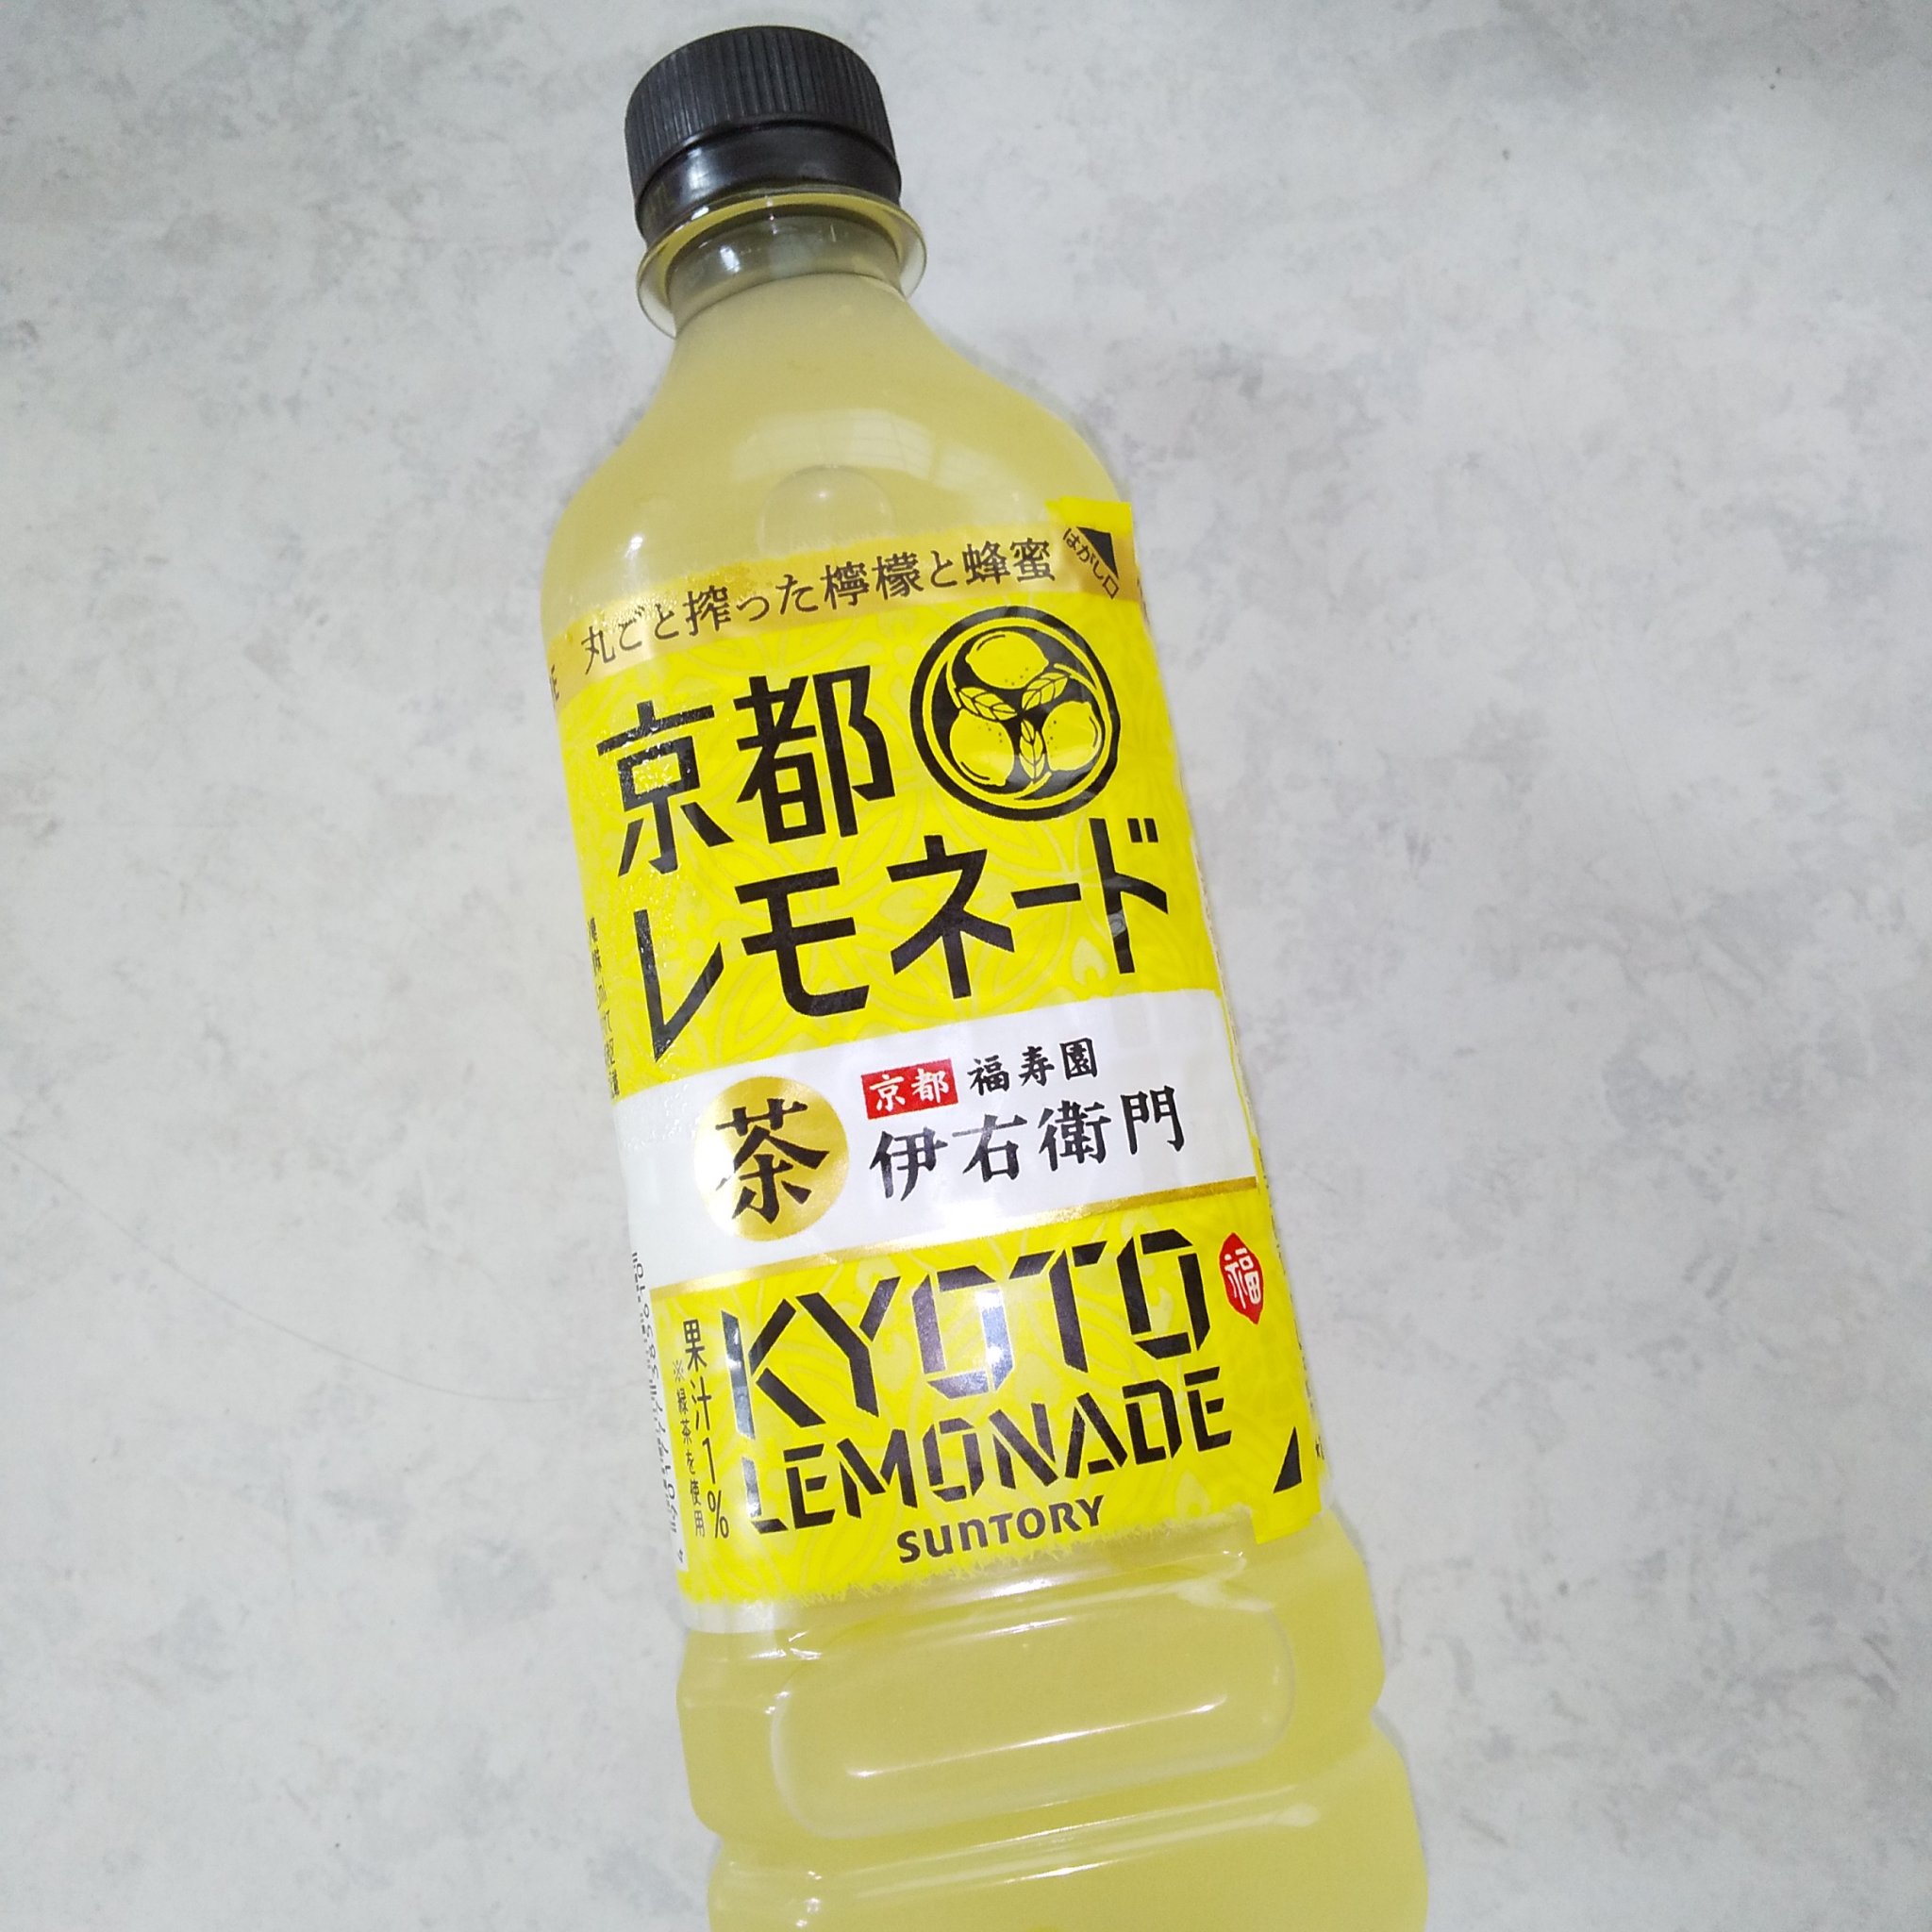 丸ごと搾った檸檬と蜂蜜
はがし口
京都
レモネード
茶
京都 福寿園
伊右衛門
KYOTO
LEMONADE
福
果汁1%
※緑茶を使用
SUNTORY